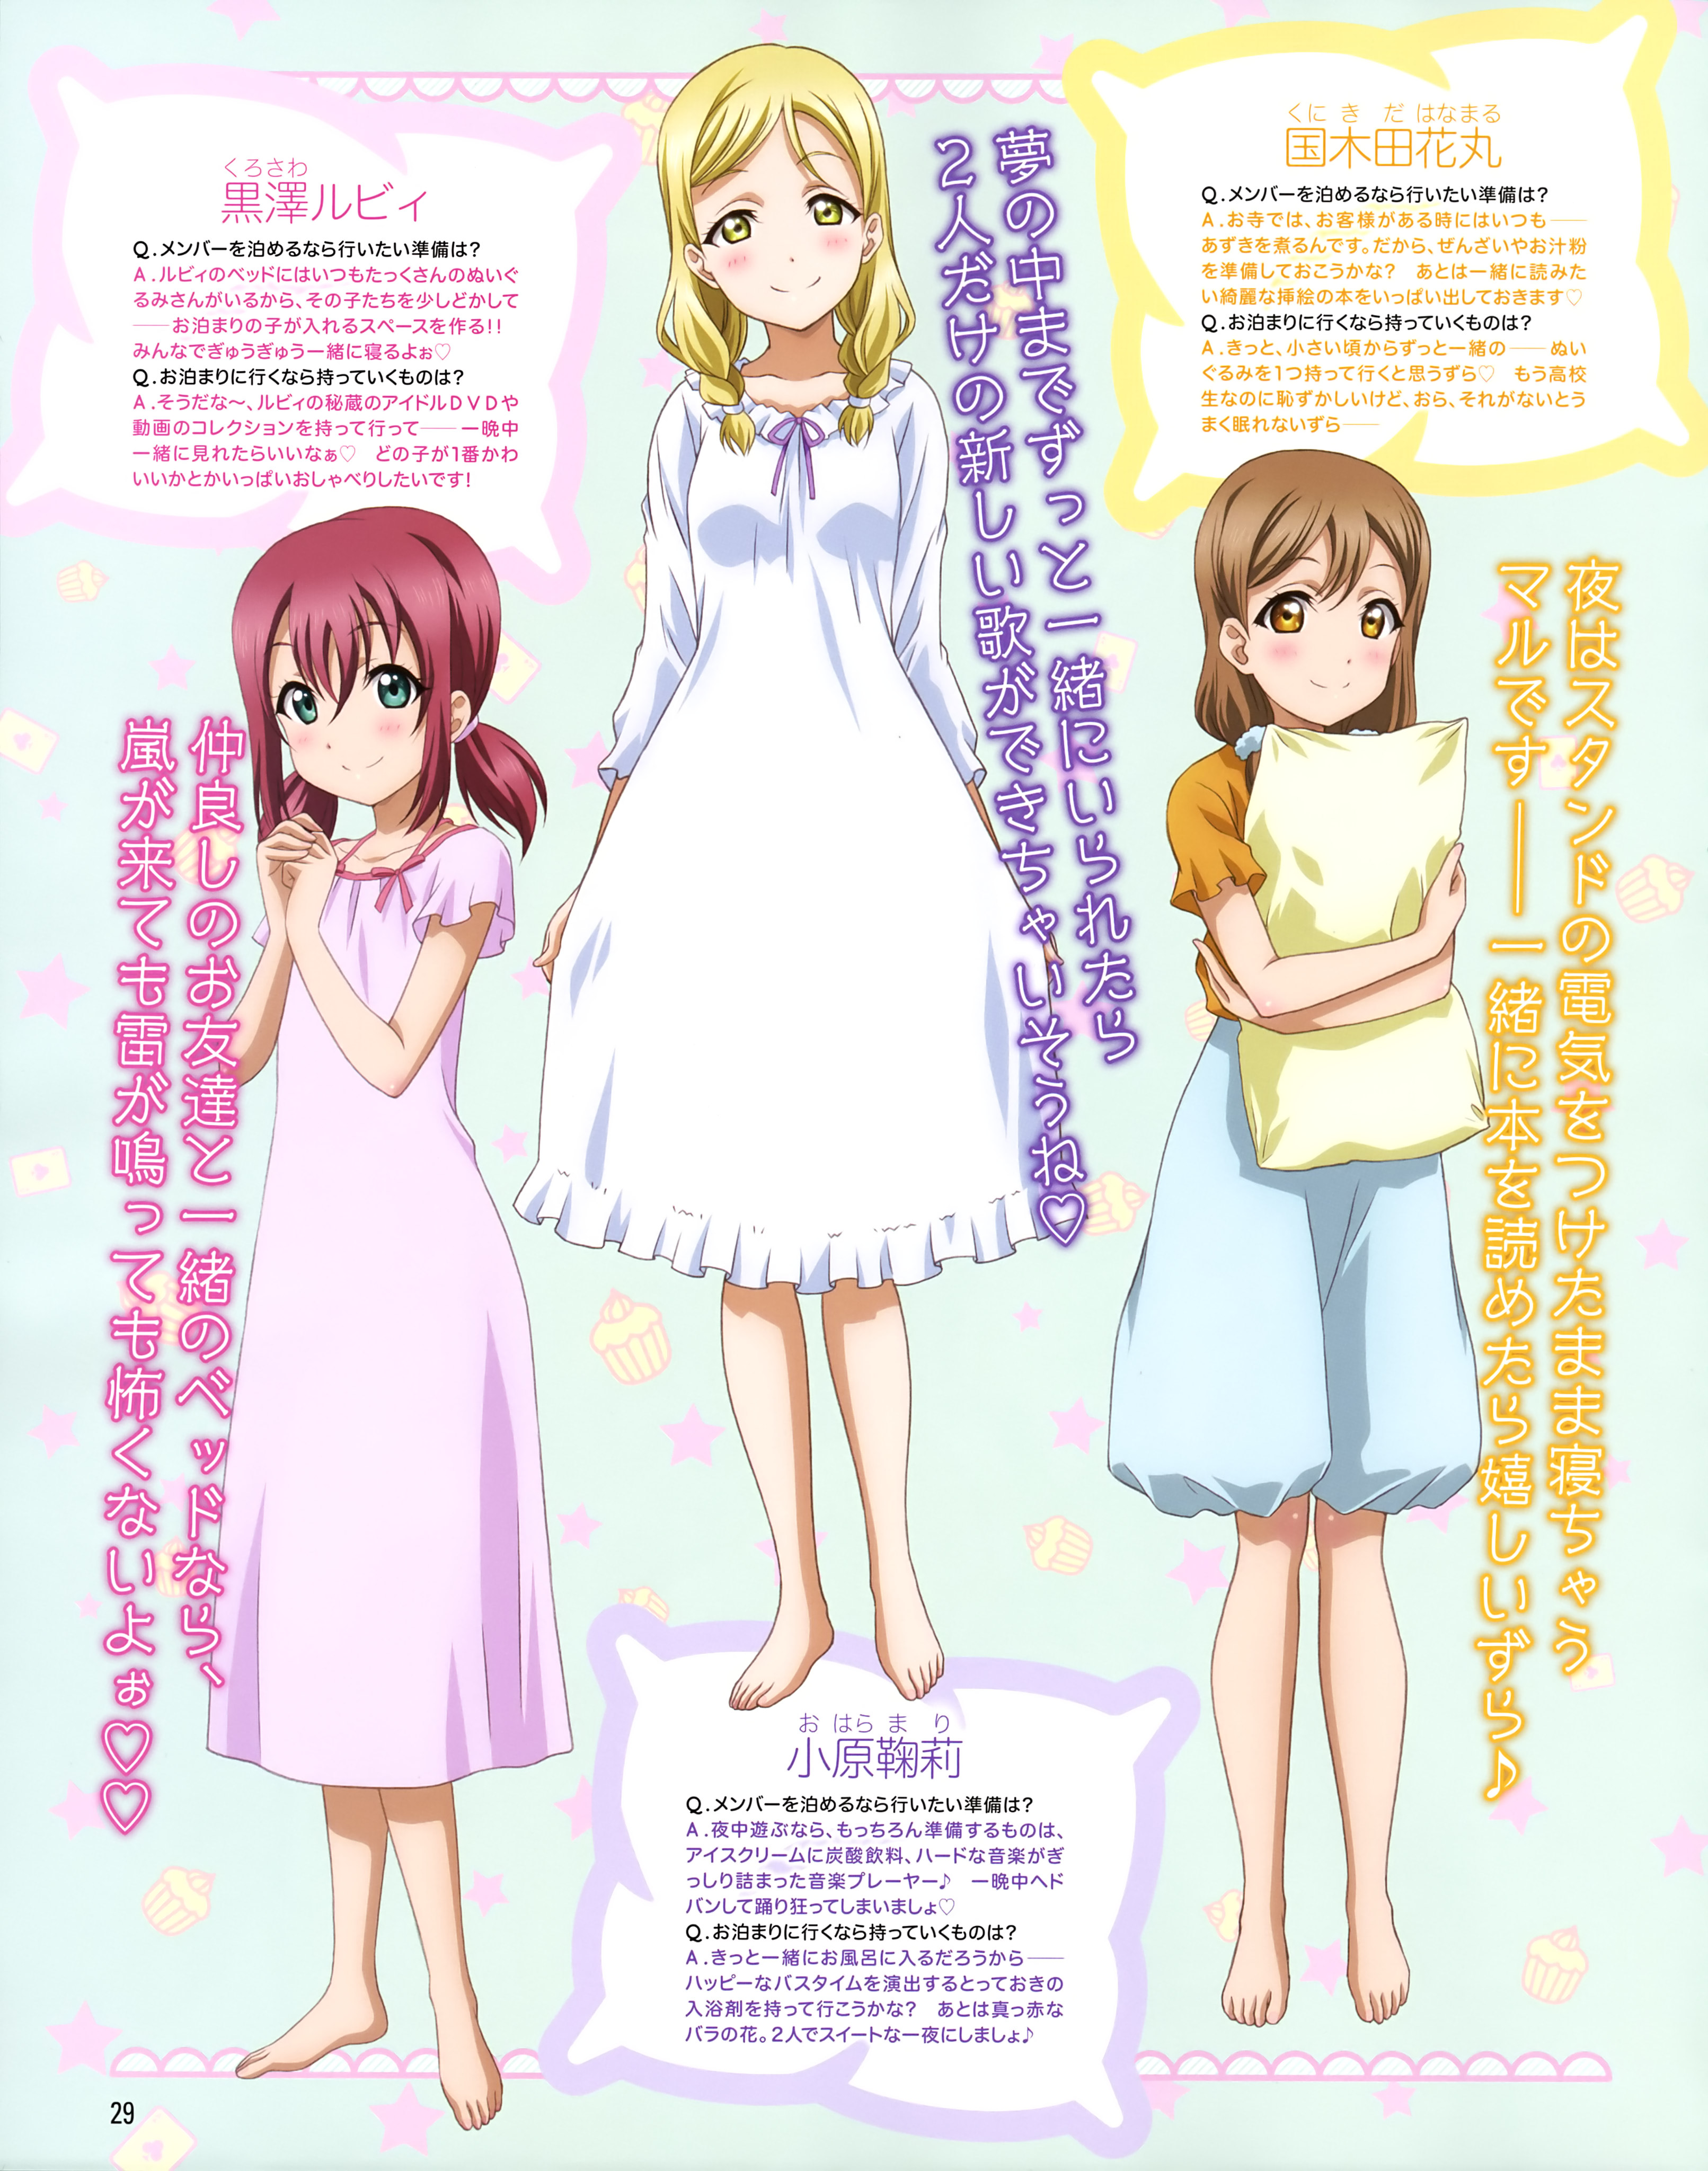 くろさわ
黒澤ルビィ
Q.メンバーを泊めるなら行いたい準備は?
A.ルビィのベッドにはいつもたっくさんのぬいぐ
るみさんがいるから、その子たちを少しどかして
──お泊まりの子が入れるスペースを作る!!
みんなでぎゅうぎゅう一緒に寝るよぉ♡
Q.お泊まりに行くなら持っていくものは?
A.そうだな〜、ルビィの秘蔵のアイドルDVDや
動画のコレクションを持って行って──一晩中
一緒に見れたらいいなぁ♡　どの子が1番かわ
いいかとかいっぱいおしゃべりしたいです!
仲良しのお友達と一緒のベッドなら、
嵐が来ても雷が鳴っても怖くないよぉ♡♡
夢の中までずっと一緒にいられたら
2人だけの新しい歌ができちゃいそうね♡
おはらまり
小原鞠莉
Q.メンバーを泊めるなら行いたい準備は?
A.夜中遊ぶなら、もっちろん準備するものは、
アイスクリームに炭酸飲料、ハードな音楽がぎ
っしり詰まった音楽プレーヤー♪　一晩中ヘド
バンして踊り狂ってしまいましょ♡
Q.お泊まりに行くなら持っていくものは?
A.きっと一緒にお風呂に入るだろうから──
ハッピーなバスタイムを演出するとっておきの
入浴剤を持って行こうかな?　あとは真っ赤な
バラの花。2人でスイートな一夜にしましょ♪
くにきだはなまる
国木田花丸
Q.メンバーを泊めるなら行いたい準備は?
A.お寺では、お客様がある時にはいつも──
あずきを煮るんです。だから、ぜんざいやお汁粉
を準備しておこうかな?　あとは一緒に読みた
い綺麗な挿絵の本をいっぱい出しておきます♡
Q.お泊まりに行くなら持っていくものは?
A.きっと、小さい頃からずっと一緒の──ぬい
ぐるみを1つ持って行くと思うずら♡　もう高校
生なのに恥ずかしいけど、おら、それがないとう
まく眠れないずら──
夜はスタンドの電気をつけたまま寝ちゃう
マルです──一緒に本を読めたら嬉しいずら♪
29